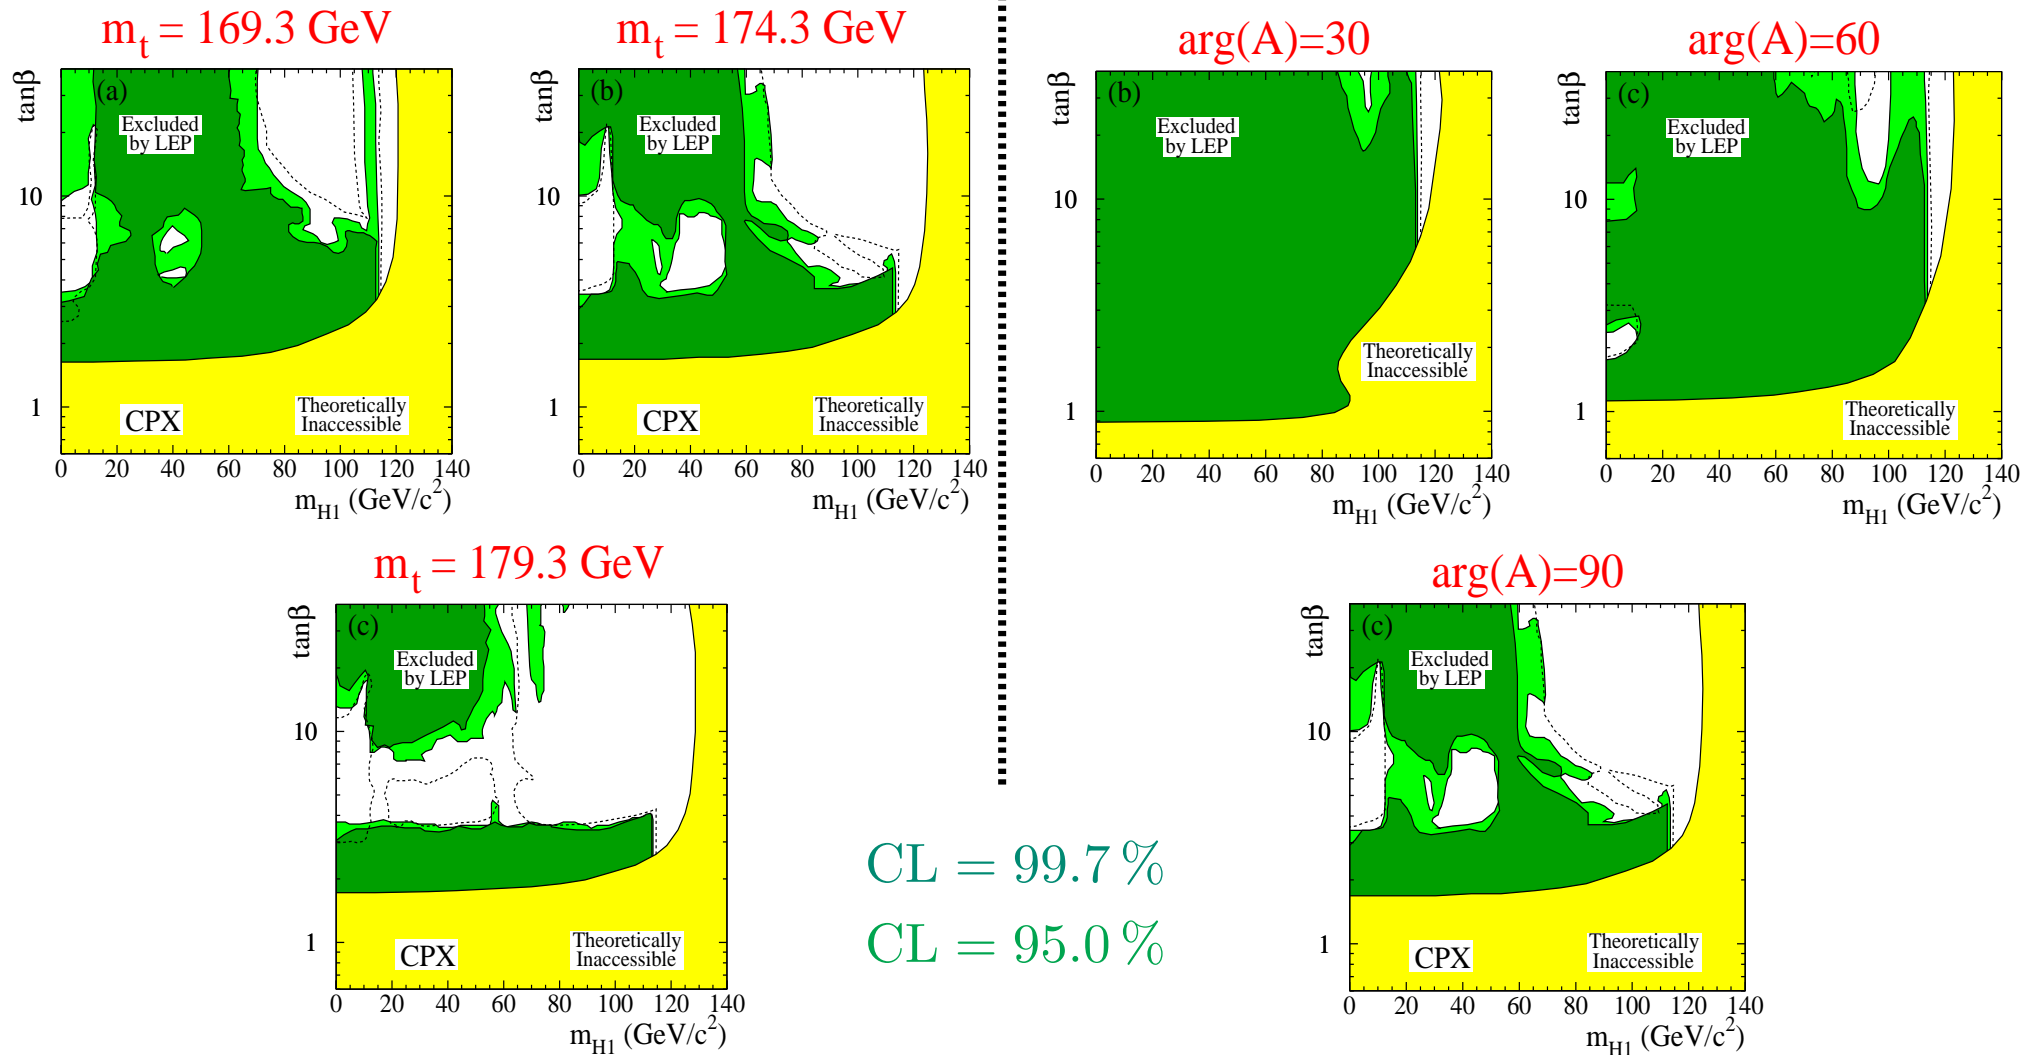 m_t = 169.3 GeV
tanβ
10
1
(a)
Excluded
by LEP
CPX
Theoretically
Inaccessible
0 20 40 60 80 100 120 140
m_H1 (GeV/c²)
m_t = 174.3 GeV
tanβ
10
1
(b)
Excluded
by LEP
CPX
Theoretically
Inaccessible
0 20 40 60 80 100 120 140
m_H1 (GeV/c²)
arg(A)=30
tanβ
10
1
(b)
Excluded
by LEP
Theoretically
Inaccessible
0 20 40 60 80 100 120 140
m_H1 (GeV/c²)
arg(A)=60
tanβ
10
1
(c)
Excluded
by LEP
Theoretically
Inaccessible
0 20 40 60 80 100 120 140
m_H1 (GeV/c²)
m_t = 179.3 GeV
tanβ
10
1
(c)
Excluded
by LEP
CPX
Theoretically
Inaccessible
0 20 40 60 80 100 120 140
m_H1 (GeV/c²)
CL = 99.7 %
CL = 95.0 %
arg(A)=90
tanβ
10
1
(c)
Excluded
by LEP
CPX
Theoretically
Inaccessible
0 20 40 60 80 100 120 140
m_H1 (GeV/c²)